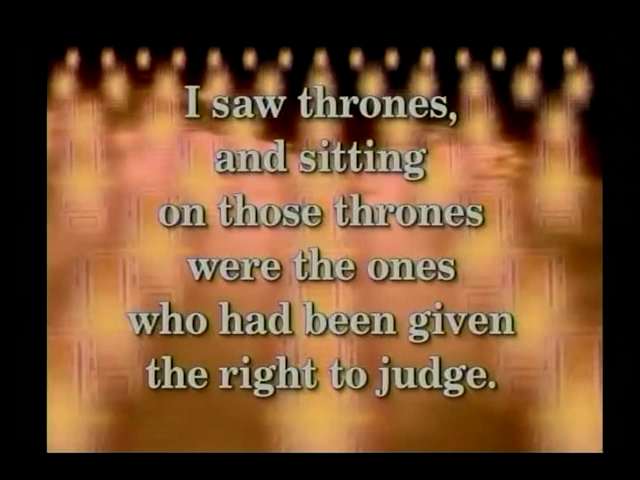 I saw thrones,
and sitting
on those thrones
were the ones
who had been given
the right to judge.